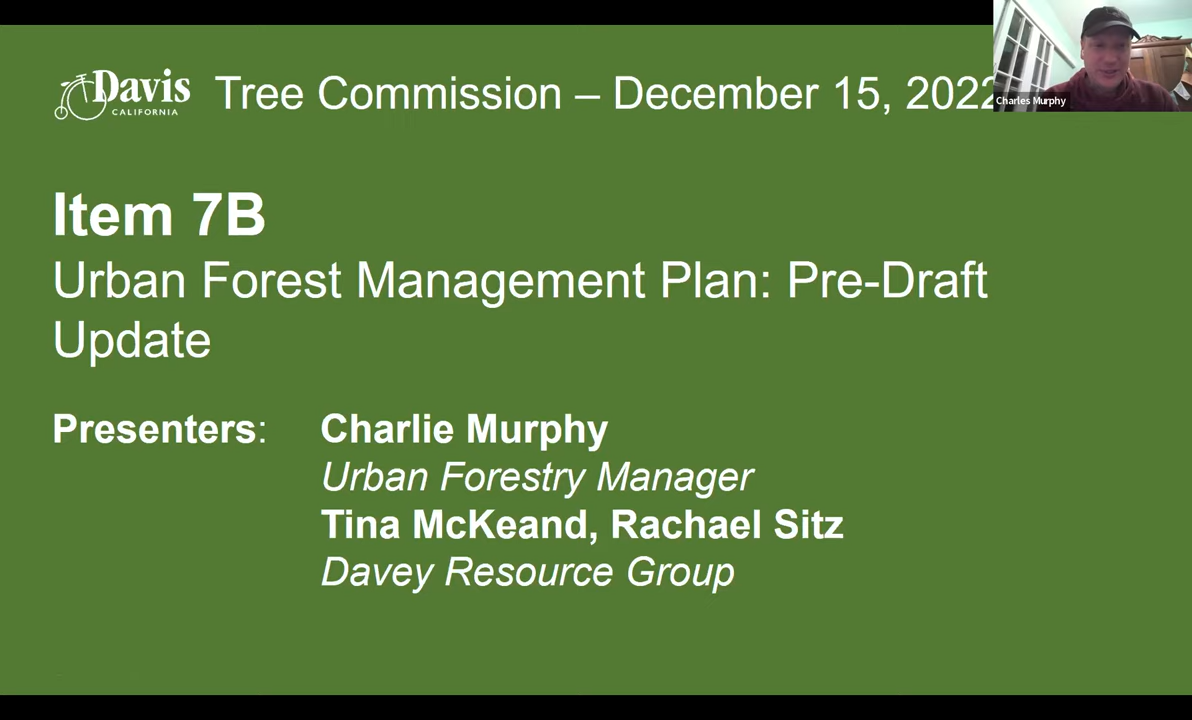 Davis
CALIFORNIA
Tree Commission – December 15, 2022
Charles Murphy
Item 7B
Urban Forest Management Plan: Pre-Draft
Update
Presenters: Charlie Murphy
Urban Forestry Manager
Tina McKeand, Rachael Sitz
Davey Resource Group